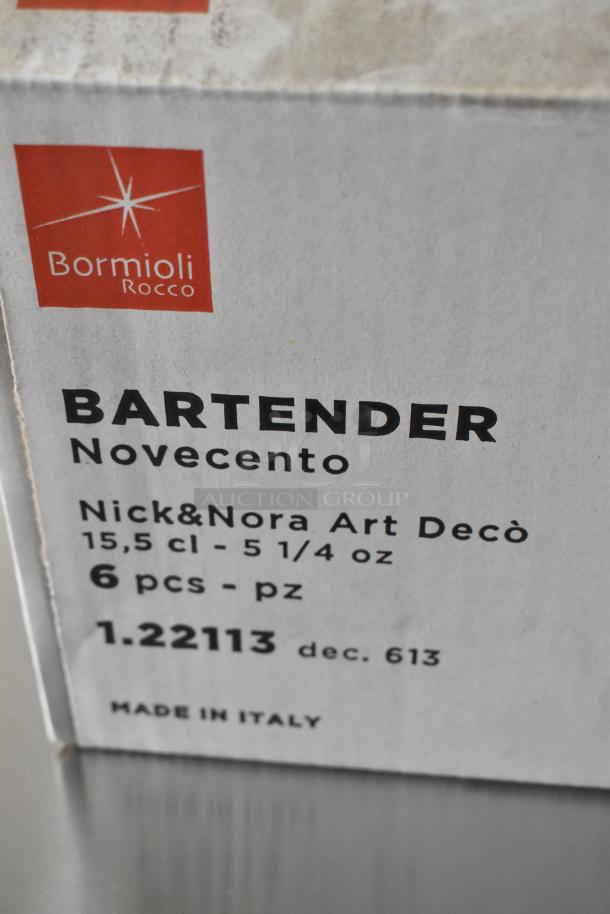 Bormioli
Rocco
BARTENDER
Novecento
AUCTION GROUP
Nick&Nora Art Decò
15,5 cl - 5 1/4 oz
6 pcs - pz
1.22113 dec. 613
MADE IN ITALY